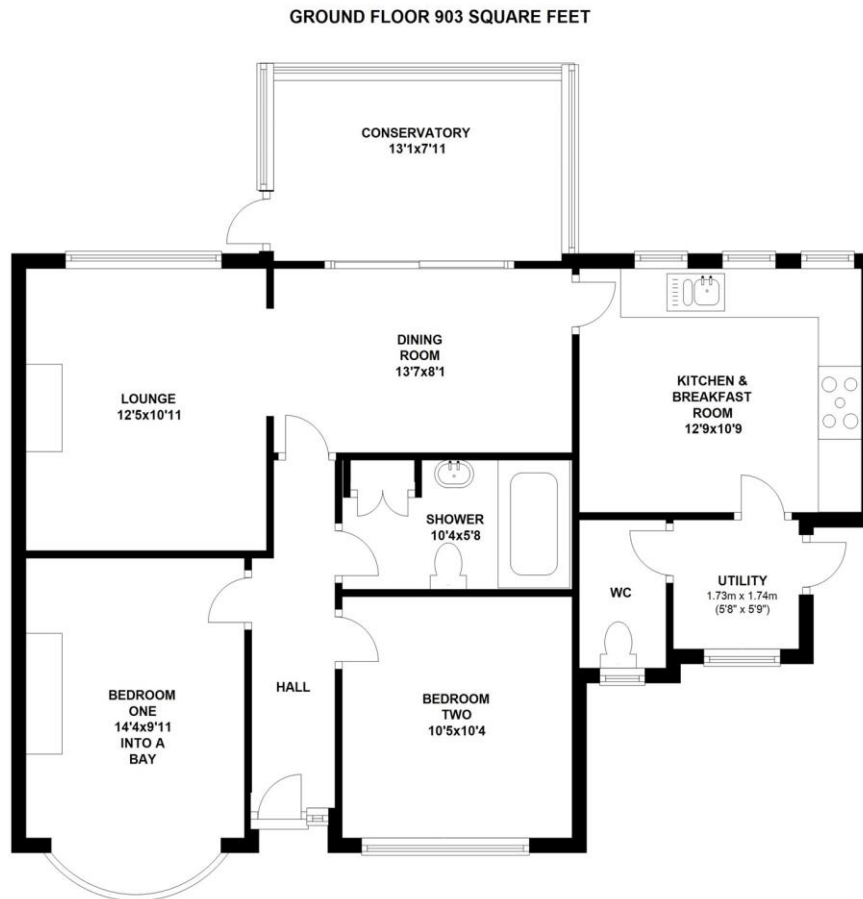 GROUND FLOOR 903 SQUARE FEET
CONSERVATORY
13'1x7'11
DINING
ROOM
13'7x8'1
LOUNGE
12'5x10'11
KITCHEN &
BREAKFAST
ROOM
12'9x10'9
SHOWER
10'4x5'8
WC
UTILITY
1.73m x 1.74m
(5'8" x 5'9")
HALL
BEDROOM
ONE
14'4x9'11
INTO A
BAY
BEDROOM
TWO
10'5x10'4